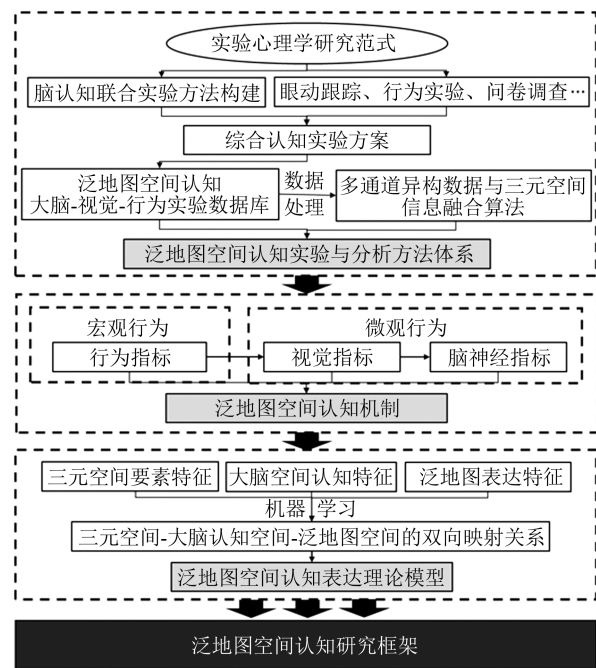 实验心理学研究范式
脑认知联合实验方法构建
眼动跟踪、行为实验、问卷调查…
综合认知实验方案
泛地图空间认知
大脑-视觉-行为实验数据库
数据
处理
多通道异构数据与三元空间
信息融合算法
泛地图空间认知实验与分析方法体系
宏观行为
微观行为
行为指标
视觉指标
脑神经指标
泛地图空间认知机制
三元空间要素特征
大脑空间认知特征
泛地图表达特征
机器
学习
三元空间-大脑认知空间-泛地图空间的双向映射关系
泛地图空间认知表达理论模型
泛地图空间认知研究框架